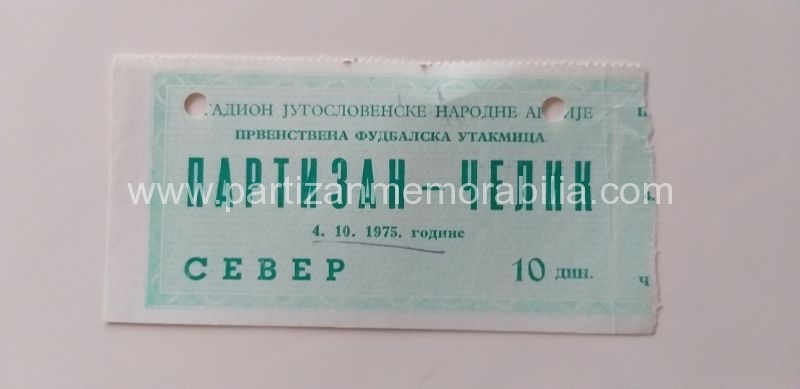 СТАДИОН ЈУГОСЛОВЕНСКЕ НАРОДНЕ АРМИЈЕ
ПРВЕНСТВЕНА ФУДБАЛСКА УТАКМИЦА
ПАРТИЗАН — ЧЕЛИК
www.partizanmemorabilia.com
4. 10. 1975. године
СЕВЕР 10 дин.